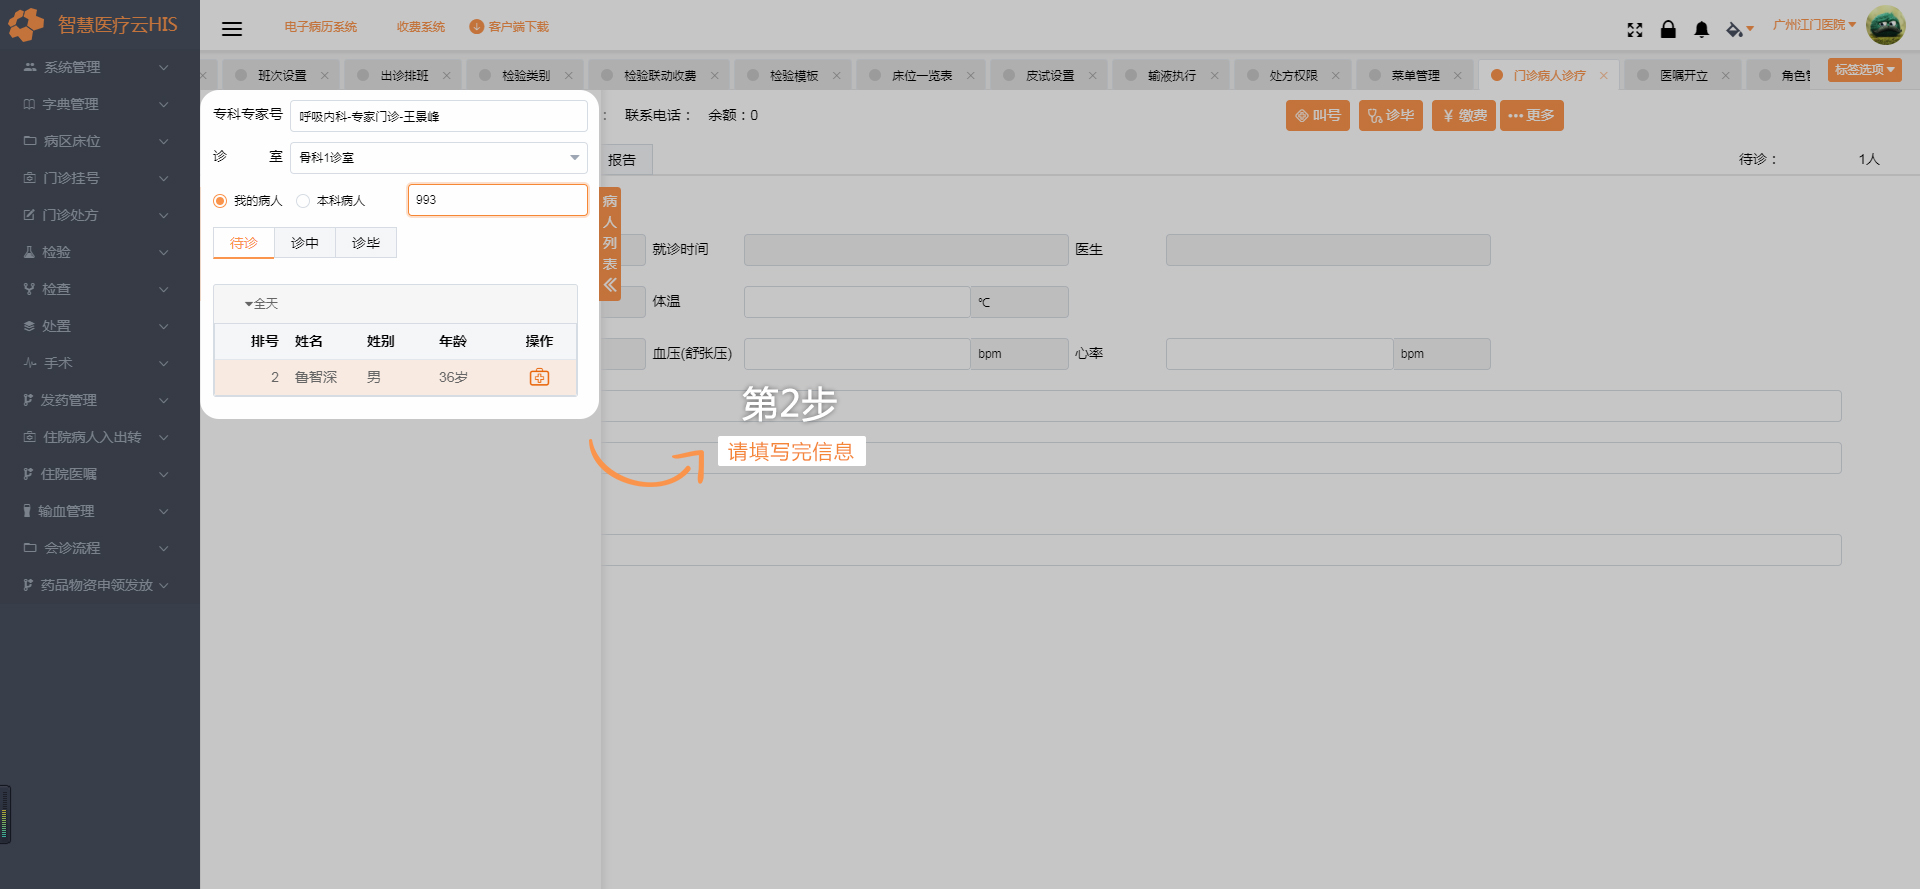 智慧医疗云HIS
电子病历系统 收费系统 客户端下载 广州江门医院
系统管理
字典管理
病区床位
门诊挂号
门诊处方
检验
检查
处置
手术
发药管理
住院病人入出转
住院医嘱
输血管理
会诊流程
药品物资申领发放
班次设置 出诊排班 检验类别 检验联动收费 检验模板 床位一览表 皮试设置 输液执行 处方权限 菜单管理 门诊病人诊疗 医嘱开立 角色 标签选项
专科专家号 呼吸内科-专家门诊-王景峰
诊 室 骨科1诊室
我的病人 本科病人 993
待诊 诊中 诊毕
全天
排号 姓名 姓别 年龄 操作
2 鲁智深 男 36岁
: 联系电话： 余额：0 叫号 诊毕 ¥ 缴费 更多
报告 待诊： 1人
病人列表
就诊时间 医生
体温 ℃
血压(舒张压) bpm 心率 bpm
第2步
请填写完信息